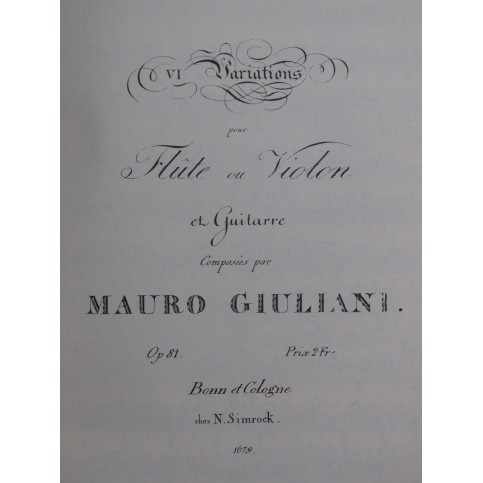 VI Variations
pour
Flûte ou Violon
et Guitarre
Composées par
MAURO GIULIANI.
Op 81. Prix 2 Fr.
Bonn et Cologne
chez N. Simrock.
1679.